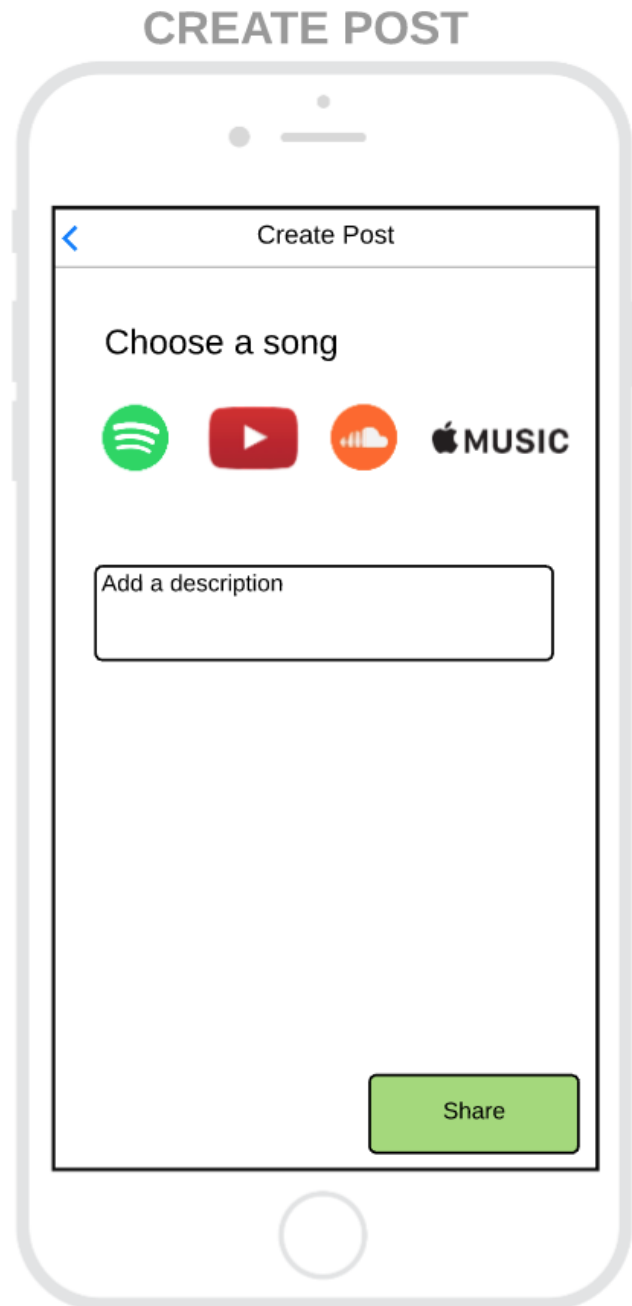 CREATE POST
Create Post
Choose a song
MUSIC
Add a description
Share